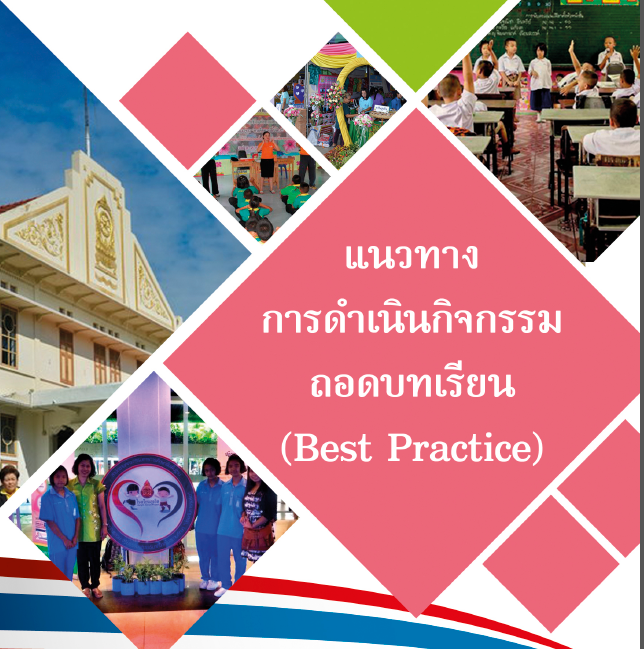 แนวทาง
การดำเนินกิจกรรม
ถอดบทเรียน
(Best Practice)